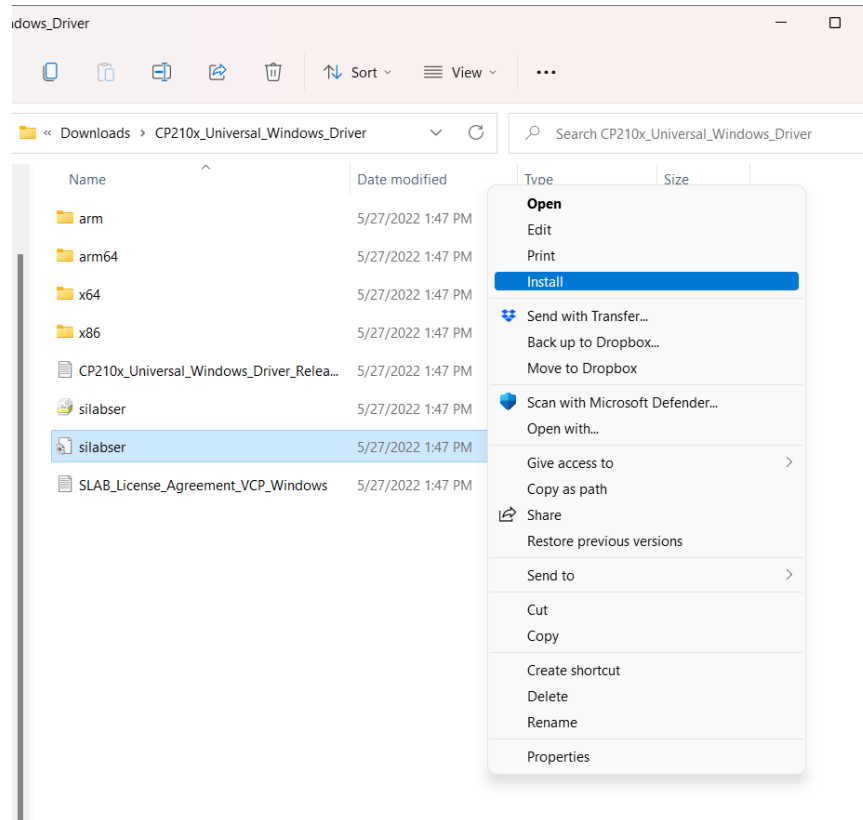 dows_Driver
Sort
View
Downloads
CP210x_Universal_Windows_Driver
Search CP210x_Universal_Windows_Driver
Name
Date modified
Type
Size
arm
5/27/2022 1:47 PM
arm64
5/27/2022 1:47 PM
x64
5/27/2022 1:47 PM
x86
5/27/2022 1:47 PM
CP210x_Universal_Windows_Driver_Relea...
5/27/2022 1:47 PM
silabser
5/27/2022 1:47 PM
silabser
5/27/2022 1:47 PM
SLAB_License_Agreement_VCP_Windows
5/27/2022 1:47 PM
Open
Edit
Print
Install
Send with Transfer...
Back up to Dropbox...
Move to Dropbox
Scan with Microsoft Defender...
Open with...
Give access to
Copy as path
Share
Restore previous versions
Send to
Cut
Copy
Create shortcut
Delete
Rename
Properties